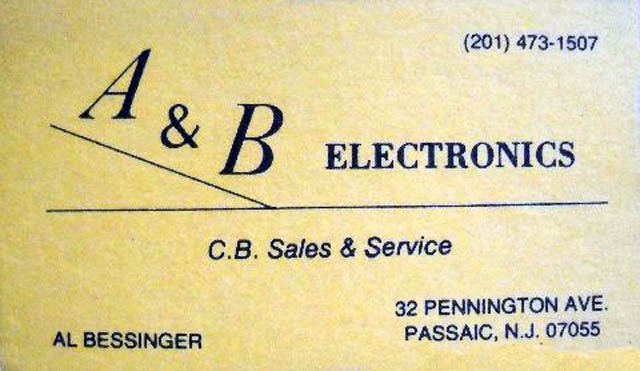 (201) 473-1507
A & B ELECTRONICS
C.B. Sales & Service
AL BESSINGER
32 PENNINGTON AVE.
PASSAIC, N.J. 07055